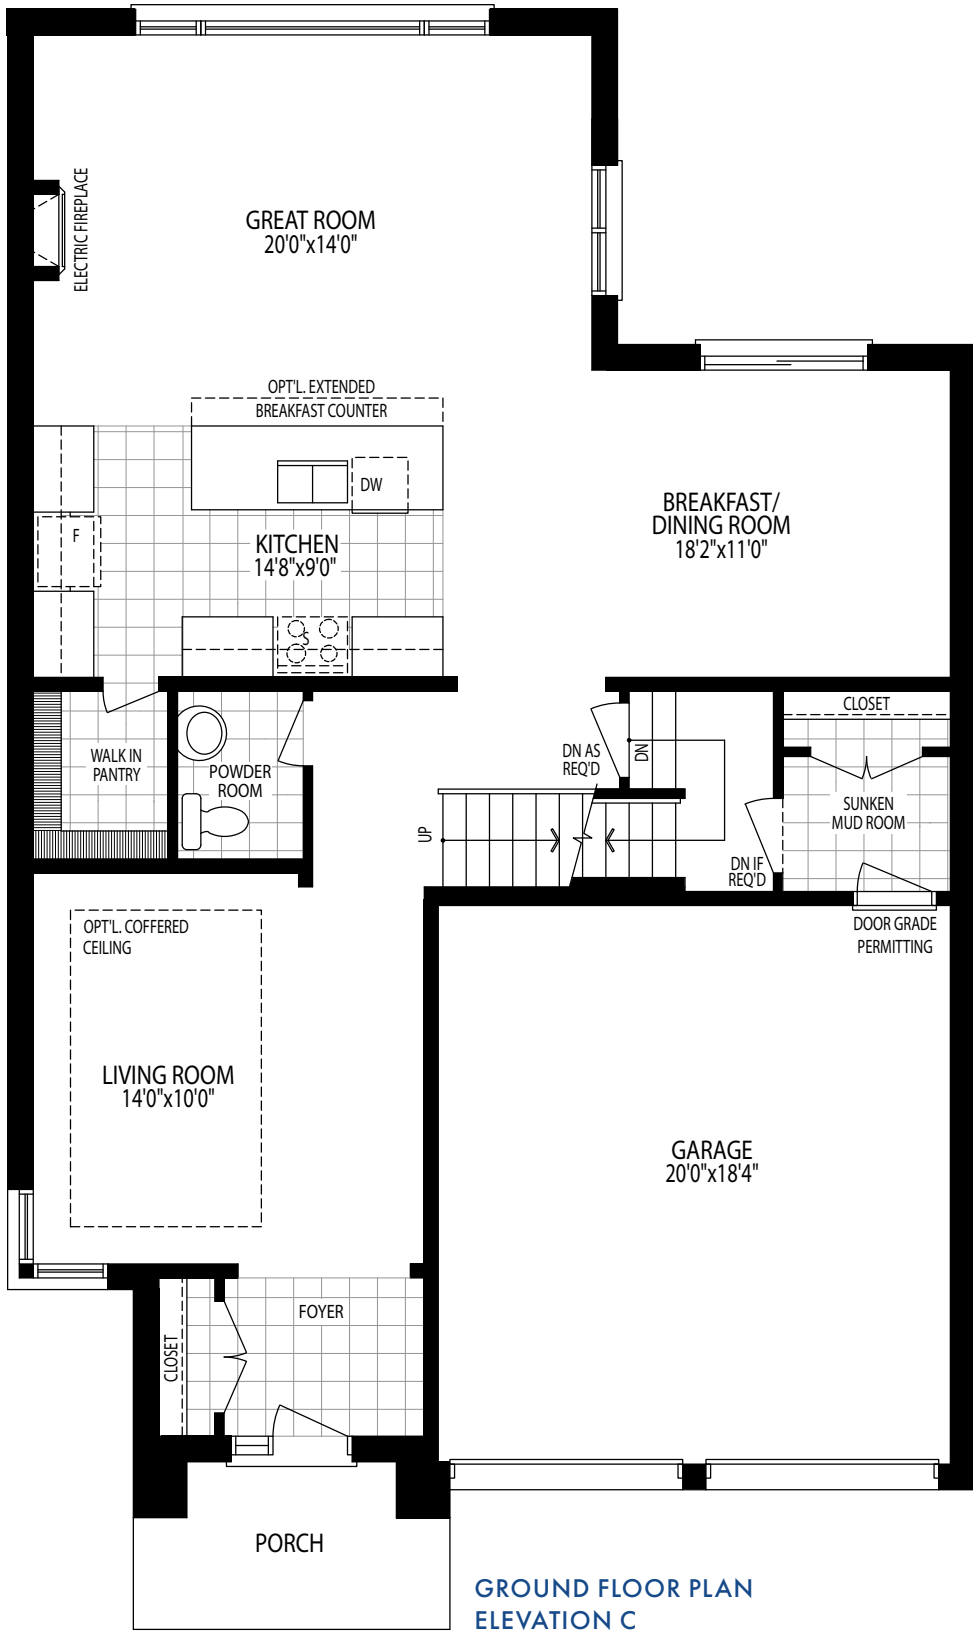 ELECTRIC FIREPLACE
GREAT ROOM
20'0"x14'0"
OPT'L. EXTENDED
BREAKFAST COUNTER
DW
F
KITCHEN
14'8"x9'0"
S
BREAKFAST/
DINING ROOM
18'2"x11'0"
WALK IN
PANTRY
POWDER
ROOM
DN AS
REQ'D
DN
UP
CLOSET
SUNKEN
MUD ROOM
DN IF
REQ'D
DOOR GRADE
PERMITTING
OPT'L. COFFERED
CEILING
LIVING ROOM
14'0"x10'0"
GARAGE
20'0"x18'4"
FOYER
CLOSET
PORCH
GROUND FLOOR PLAN
ELEVATION C